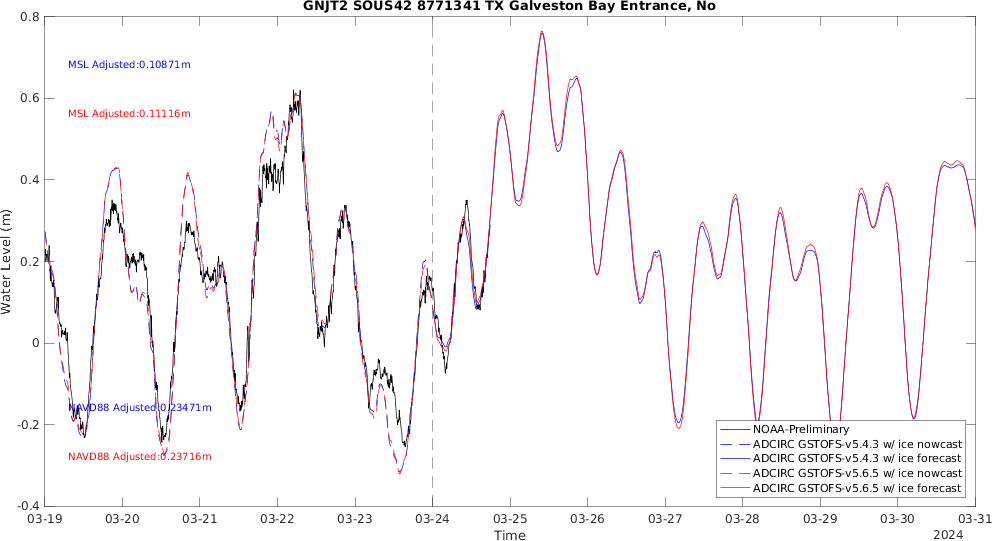 GNJT2 SOUS42 8771341 TX Galveston Bay Entrance, No
0.8
MSL Adjusted:0.10871m
0.6
MSL Adjusted:0.11116m
0.4
Water Level (m)
0.2
0
NAVD88 Adjusted:0.23471m
-0.2
NAVD88 Adjusted:0.23716m
-0.4
NOAA-Preliminary
ADCIRC GSTOFS-v5.4.3 w/ ice nowcast
ADCIRC GSTOFS-v5.4.3 w/ ice forecast
ADCIRC GSTOFS-v5.6.5 w/ ice nowcast
ADCIRC GSTOFS-v5.6.5 w/ ice forecast
03-19 03-20 03-21 03-22 03-23 03-24 03-25 03-26 03-27 03-28 03-29 03-30 03-31
Time
2024